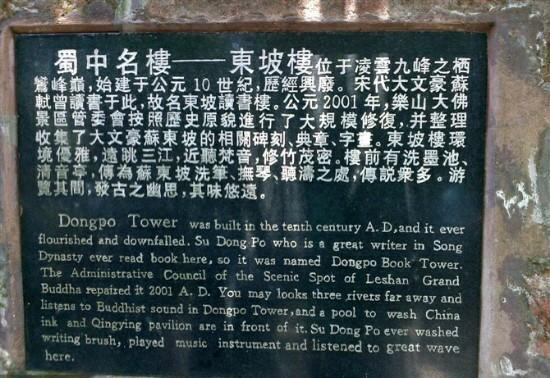 蜀中名樓——東坡樓位于凌雲九峰之栖
鸞峰巔，始建于公元10世紀，歷經興廢。宋代大文豪蘇
軾曾讀書于此，故名東坡讀書樓。公元2001年，樂山大佛
景區管委會按照歷史原貌進行了大規模修復，并整理
收集了大文豪蘇東坡的相關碑刻、典章、字畫。東坡樓環
境優雅，遠眺三江，近聽梵音，修竹茂密。樓前有洗墨池、
清音亭，傳為蘇東坡洗筆、撫琴、聽濤之處，傳説衆多。游
覽其間，發古之幽思，其味悠遠。
Dongpo Tower was built in the tenth century A.D,and it ever
flourished and downfalled. Su Dong Po who is a great writer in Song
Dynasty ever read book here, so it was named Dongpo Book Tower.
The Administrative Council of the Scenic Spot of Leshan Grand
Buddha repaized it 2001 A.D. You may looks three rivers far away and
listens to Buddhist sound in Dongpo Tower,and a pool to wash China
ink and Qingying pavilion are in front of it. Su Dong Po ever washed
writing brush, played music instrument and listened to great wave
here.